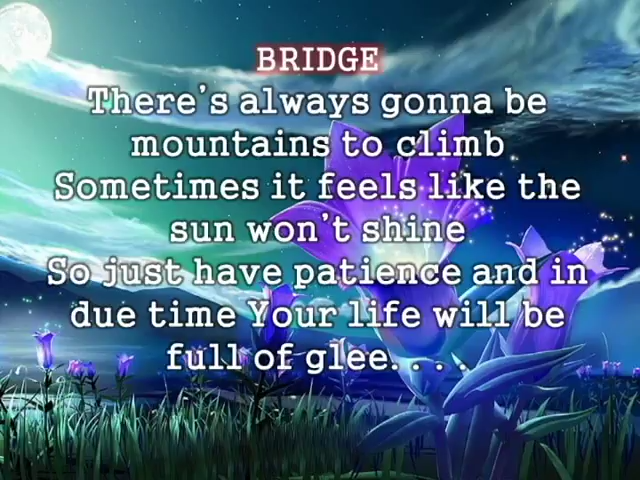 BRIDGE
There's always gonna be
mountains to climb
Sometimes it feels like the
sun won't shine
So just have patience and in
due time Your life will be
full of glee....